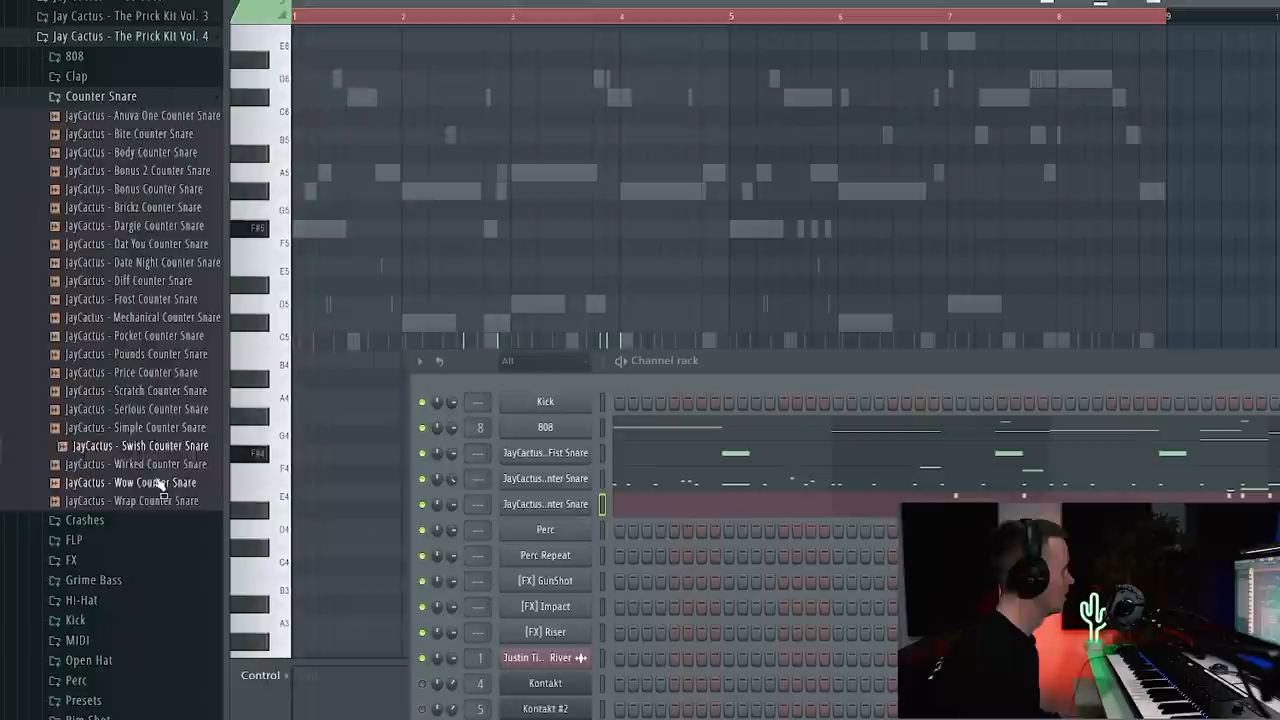 Jay Cactus - The Prick Kit Vol.
Jay Cactus - The Prick Kit Vol. 4
808
Clap
Counter Snare
JayCactus - Anuva One Counter Snare
JayCactus - Bite Counter Snare
JayCactus - Body Counter Snare
JayCactus - Bonus 2 Counter Snare
JayCactus - Bonus Counter Snare
JayCactus - Brickz Counter Snare
JayCactus - Dargie Counter Snare
JayCactus - Dat You Counter Snare
JayCactus - Date Night Counter Snare
JayCactus - Diff Counter Snare
JayCactus - Frost Counter Snare
JayCactus - Mechanical Counter Snare
JayCactus - Pocket Counter Snare
JayCactus - Pounds Counter Snare
JayCactus - Price Counter Snare
JayCactus - Scratch Counter Snare
JayCactus - Serious Counter Snare
JayCactus - Simple Counter Snare
JayCactus - Swish Counter Snare
JayCactus - Wirked Counter Snare
JayCactus - Wow Counter Snare
JayCactus - Wrap Counter Snare
Crashes
FLP
FX
Grime Bass
Hi-Hat
Kick
MIDI
Open Hat
Perc
Presets
Rim Shot
1 2 3 4 5 6 7 8 9
E6
D6
C6
B5
A5
G5
F#5
F5
E5
D5
C5
B4
A4
G4
F#4
F4
E4
D4
C4
B3
A3
Control
All
Channel rack
Kick
8 808
JayCactus..nt Snare
JayCactus..nter Snare
JayCactus..nter Snare
Perc
Perc Repeat
[FX] GunShot
[FX] Impact
[FX] Riser
1 Justin Ti.. River
4 Kontakt
5 Kontakt #2